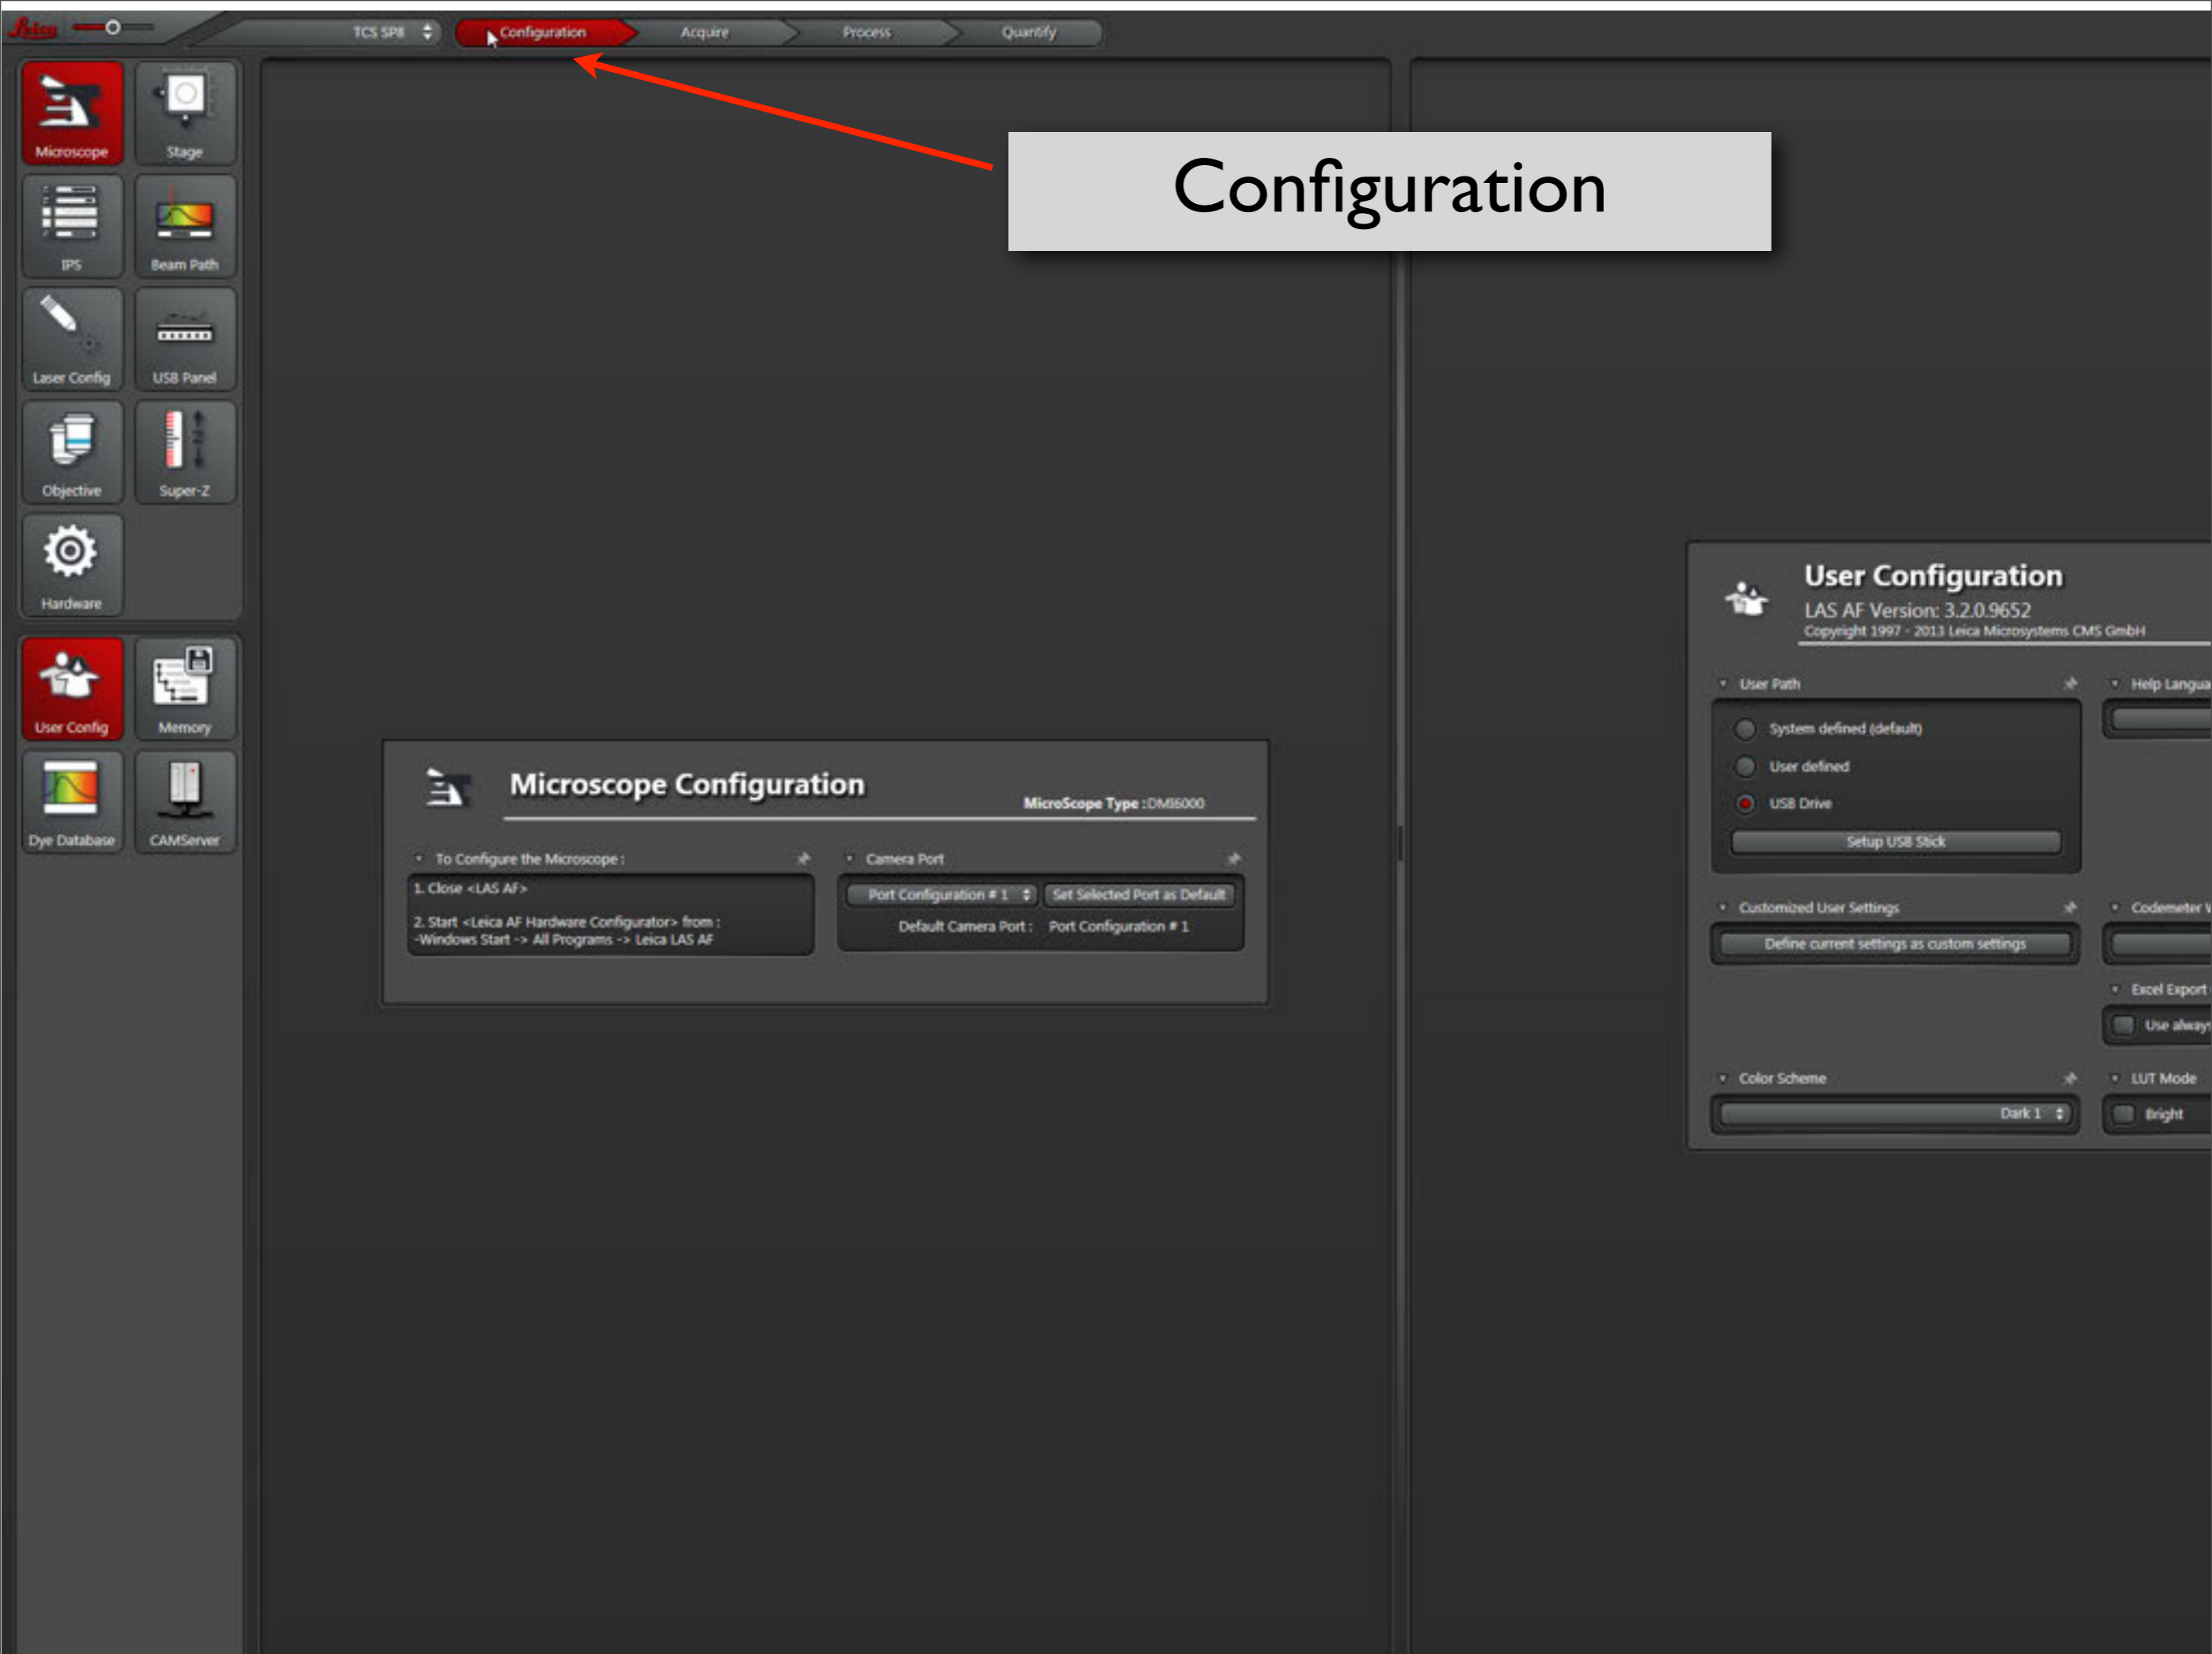 Leica
TCS SP8
Configuration
Acquire
Process
Quantify
Configuration
Microscope
Stage
IPS
Beam Path
Laser Config
USB Panel
Objective
Super-Z
Hardware
User Config
Memory
Dye Database
CAMServer
Microscope Configuration
MicroScope Type :DMI6000
To Configure the Microscope :
1. Close <LAS AF>
2. Start <Leica AF Hardware Configurator> from :
-Windows Start -> All Programs -> Leica LAS AF
Camera Port
Port Configuration # 1
Set Selected Port as Default
Default Camera Port : Port Configuration # 1
User Configuration
LAS AF Version: 3.2.0.9652
Copyright 1997 - 2013 Leica Microsystems CMS GmbH
User Path
System defined (default)
User defined
USB Drive
Setup USB Stick
Help Langua
Customized User Settings
Define current settings as custom settings
Codemeter
Excel Export
Use always
Color Scheme
Dark 1
LUT Mode
Bright